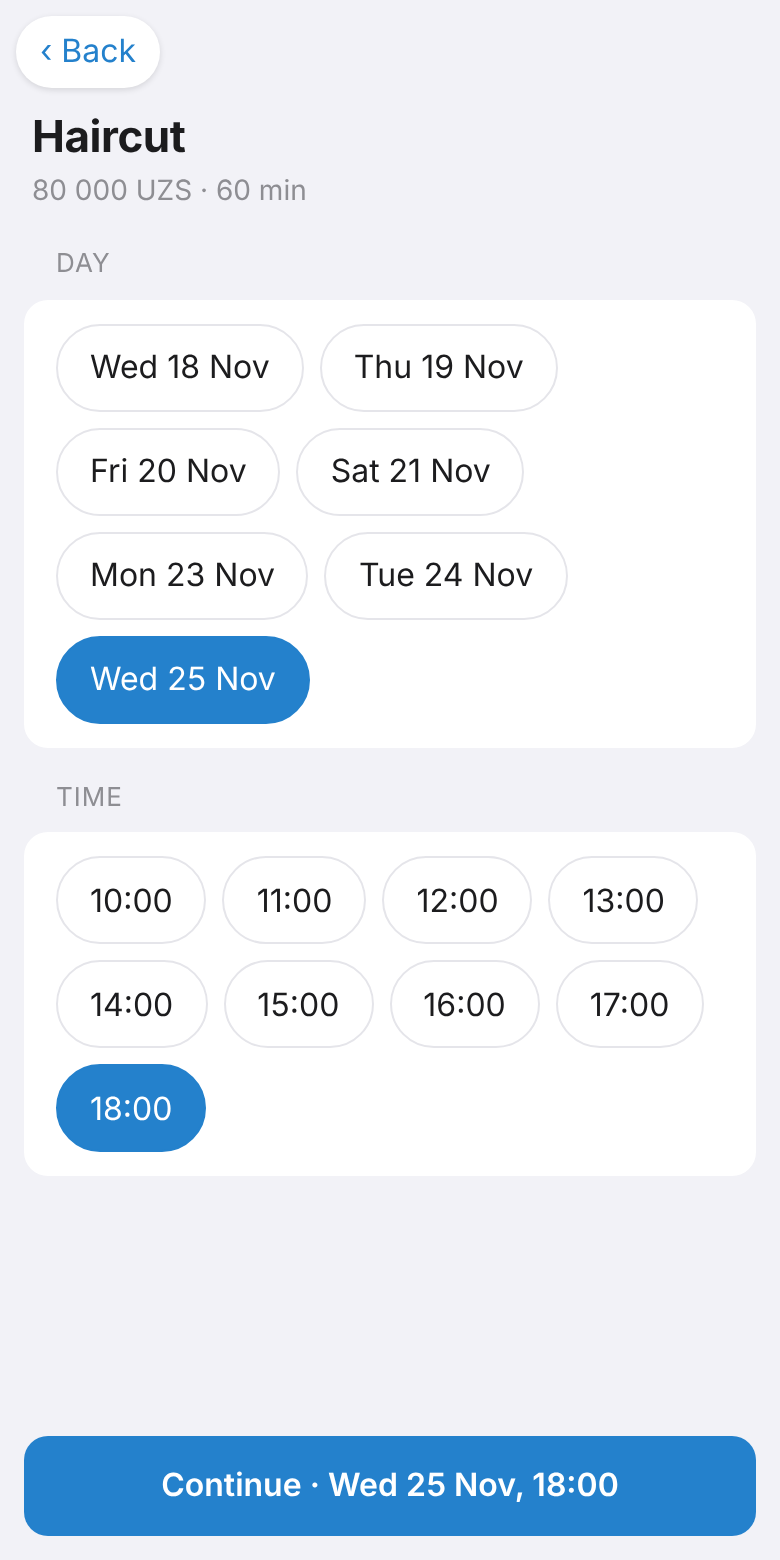 ‹ Back
Haircut
80 000 UZS · 60 min
DAY
Wed 18 Nov Thu 19 Nov
Fri 20 Nov Sat 21 Nov
Mon 23 Nov Tue 24 Nov
Wed 25 Nov
TIME
10:00 11:00 12:00 13:00
14:00 15:00 16:00 17:00
18:00
Continue · Wed 25 Nov, 18:00